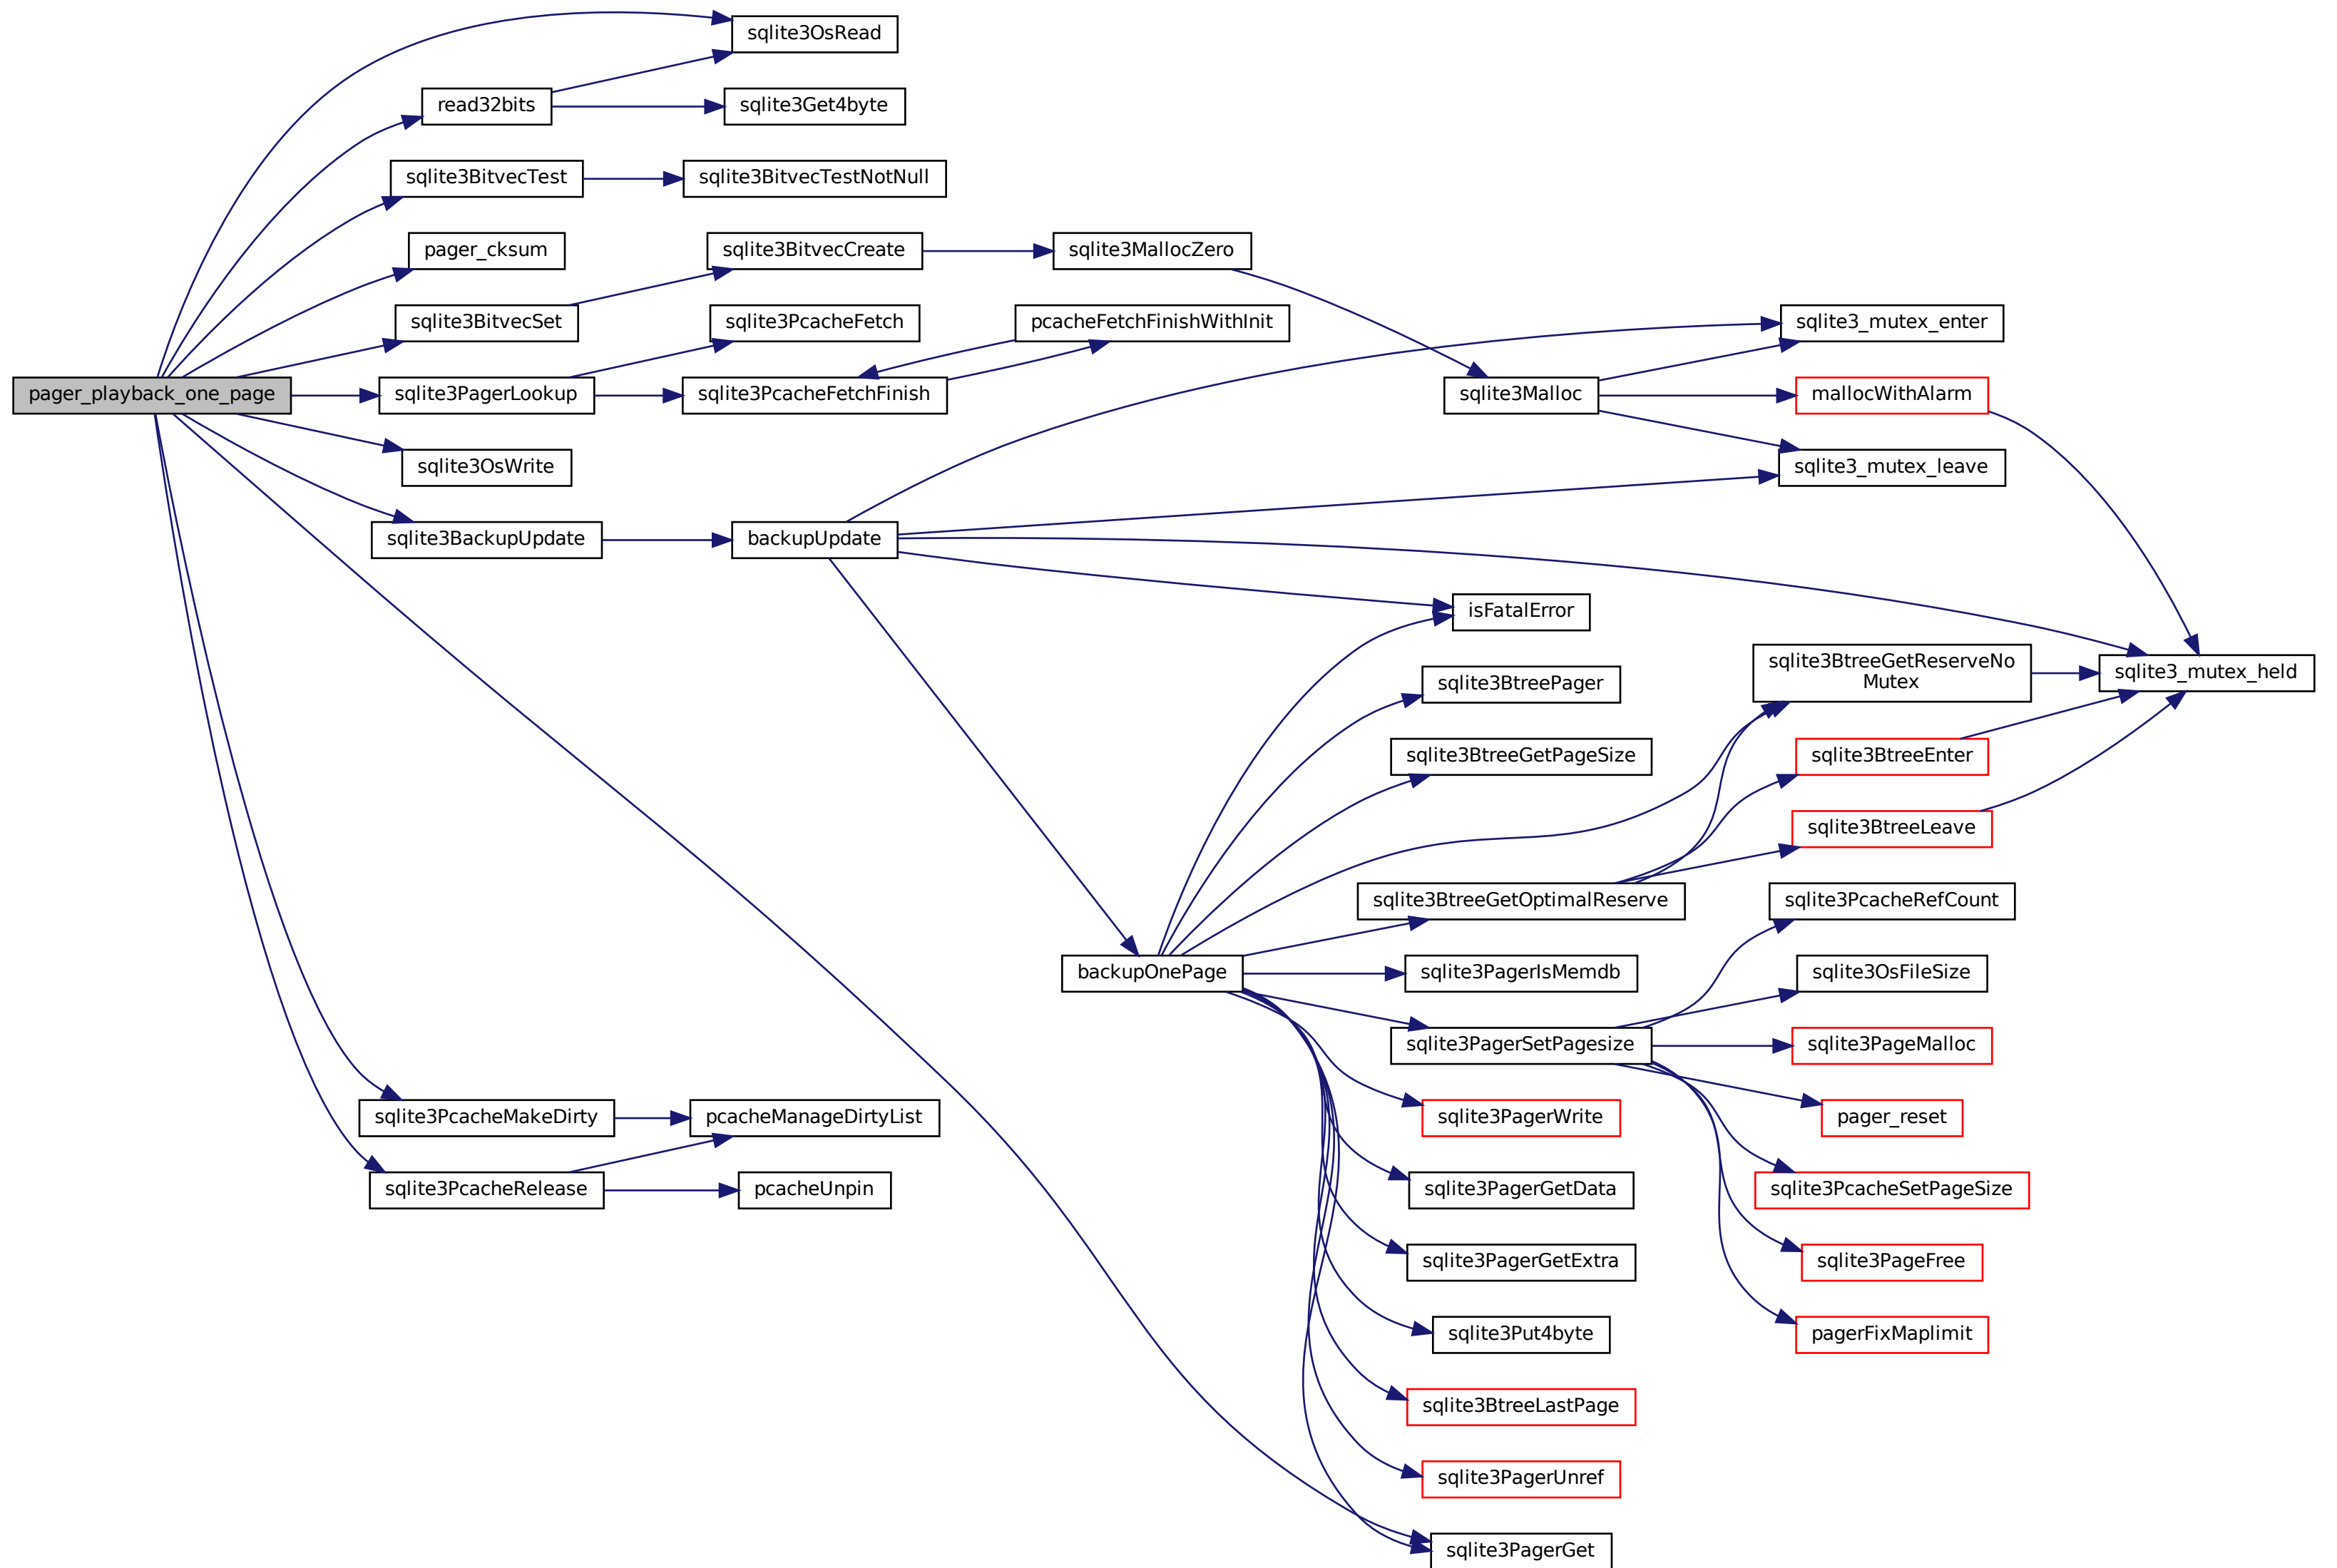 sqlite3OsRead
read32bits
sqlite3Get4byte
sqlite3BitvecTest
sqlite3BitvecTestNotNull
pager_cksum
sqlite3BitvecCreate
sqlite3MallocZero
sqlite3BitvecSet
sqlite3PcacheFetch
pcacheFetchFinishWithInit
sqlite3_mutex_enter
pager_playback_one_page
sqlite3PagerLookup
sqlite3PcacheFetchFinish
sqlite3Malloc
mallocWithAlarm
sqlite3OsWrite
sqlite3_mutex_leave
sqlite3BackupUpdate
backupUpdate
isFatalError
sqlite3BtreeGetReserveNo
Mutex
sqlite3_mutex_held
sqlite3BtreePager
sqlite3BtreeGetPageSize
sqlite3BtreeEnter
sqlite3BtreeLeave
sqlite3BtreeGetOptimalReserve
sqlite3PcacheRefCount
backupOnePage
sqlite3PagerIsMemdb
sqlite3OsFileSize
sqlite3PagerSetPagesize
sqlite3PageMalloc
sqlite3PcacheMakeDirty
pcacheManageDirtyList
sqlite3PagerWrite
pager_reset
sqlite3PcacheRelease
pcacheUnpin
sqlite3PagerGetData
sqlite3PcacheSetPageSize
sqlite3PagerGetExtra
sqlite3PageFree
sqlite3Put4byte
pagerFixMaplimit
sqlite3BtreeLastPage
sqlite3PagerUnref
sqlite3PagerGet